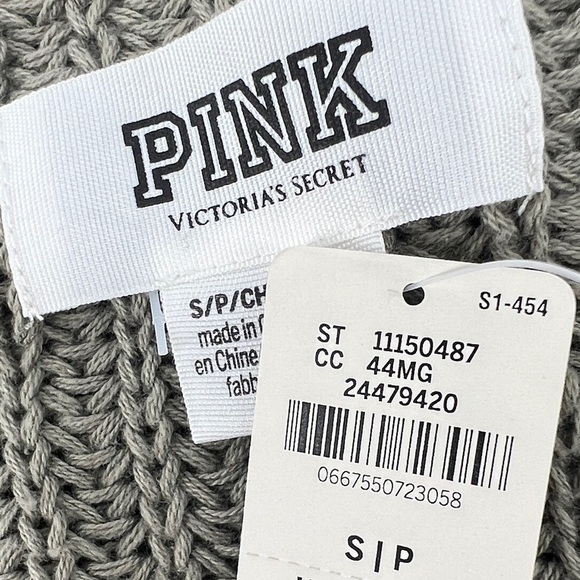 PINK
VICTORIA'S SECRET
S/P/CH
made in
en Chine
fabb
S1-454
ST 11150487
CC 44MG
24479420
0667550723058
S|P